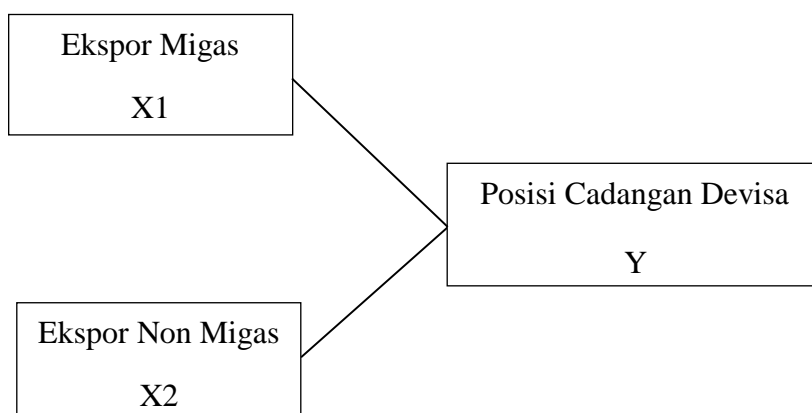 Ekspor Migas
X1
Posisi Cadangan Devisa
Y
Ekspor Non Migas
X2